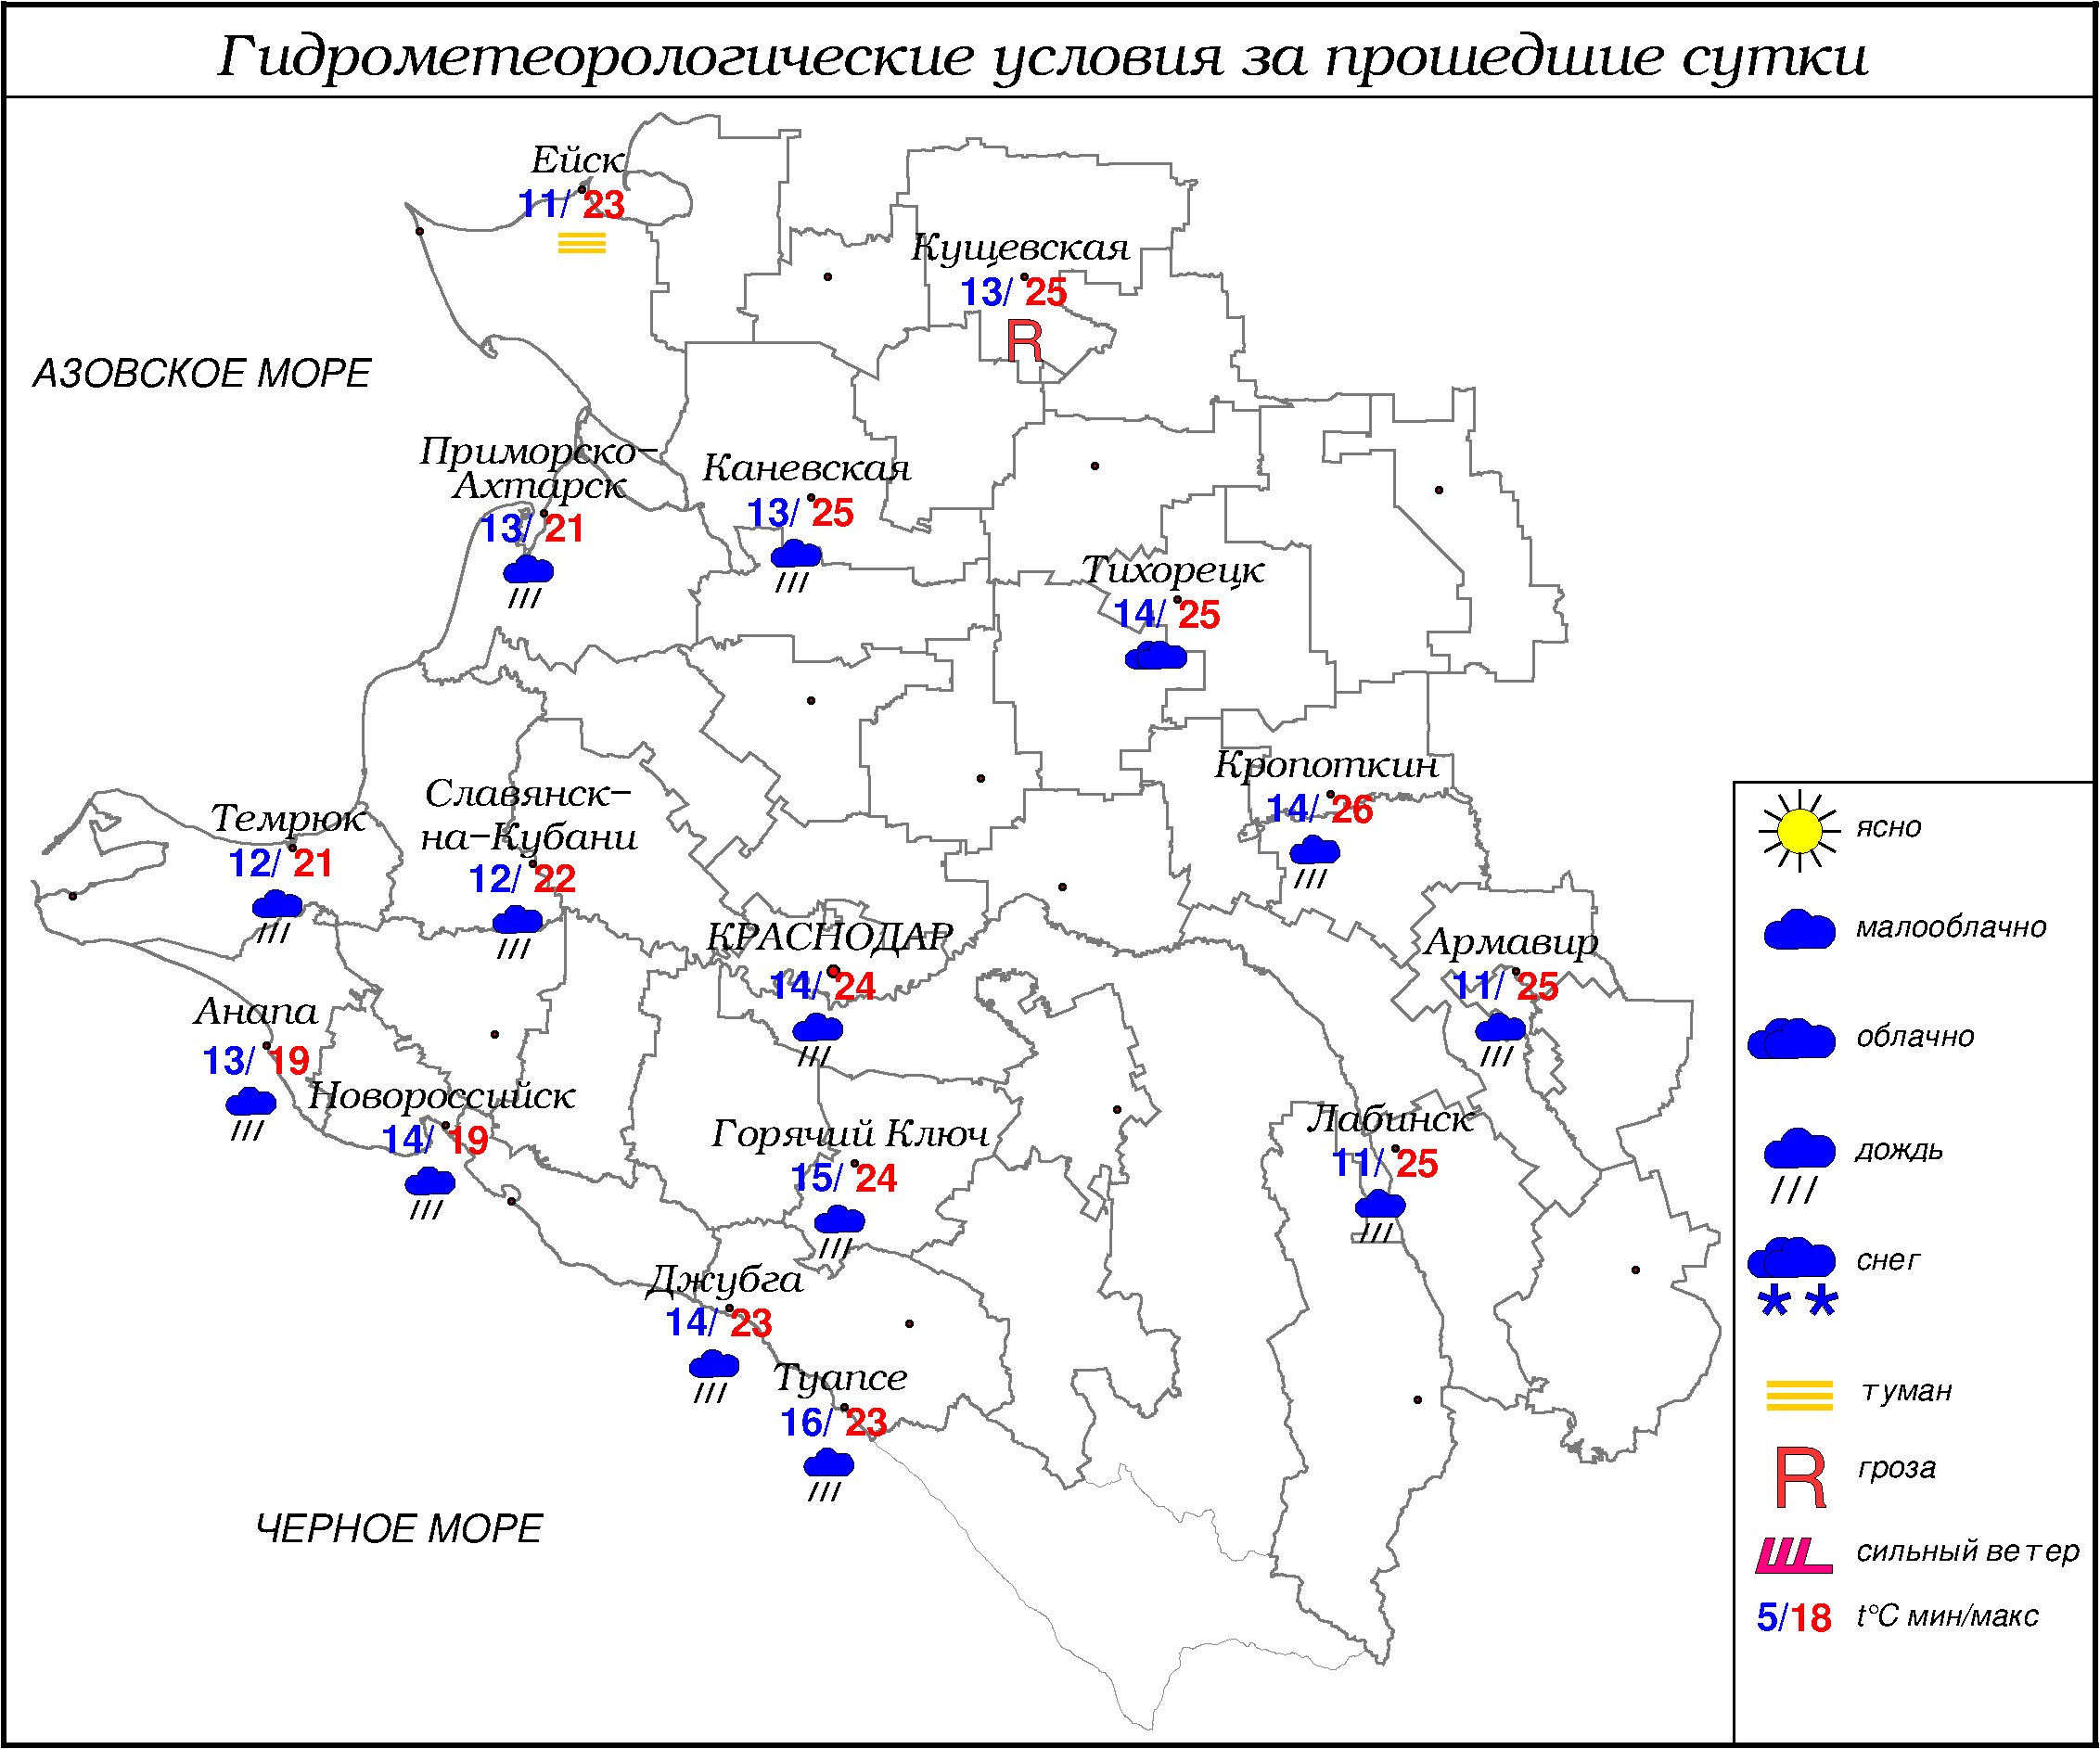 Гидрометеорологические условия за прошедшие сутки
Ейск
11/ 23
Кущевская
13/ 25
R
АЗОВСКОЕ МОРЕ
Приморско-
Ахтарск
13/ 21
Каневская
13/ 25
Тихорецк
14/ 25
Кропоткин
14/ 26
Темрюк
12/ 21
Славянск-
на-Кубани
12/ 22
КРАСНОДАР
14/ 24
Армавир
11/ 25
Анапа
13/ 19
Новороссийск
14/ 19
Горячий Ключ
15/ 24
Лабинск
11/ 25
Джубга
14/ 23
Туапсе
16/ 23
ЧЕРНОЕ МОРЕ
ясно
малооблачно
облачно
дождь
снег
туман
R гроза
сильный ветер
5/18 t°C мин/макс